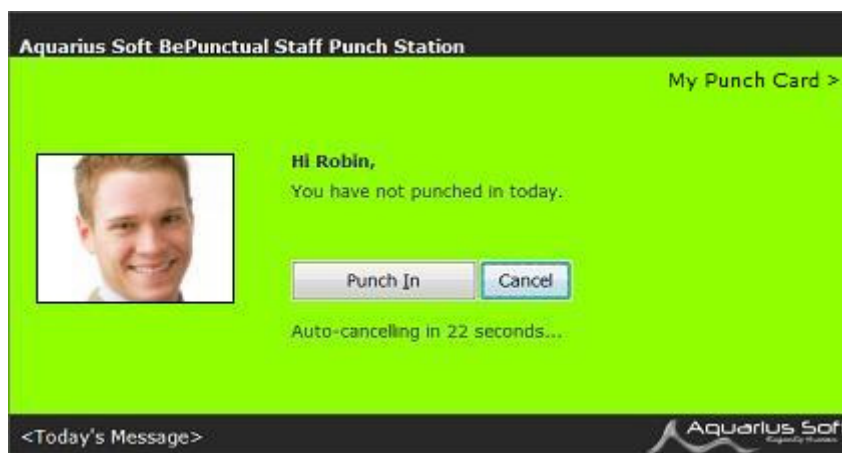 Aquarius Soft BePunctual Staff Punch Station
My Punch Card >
Hi Robin,
You have not punched in today.
Punch In
Cancel
Auto-cancelling in 22 seconds...
<Today's Message>
Aquarius Sof